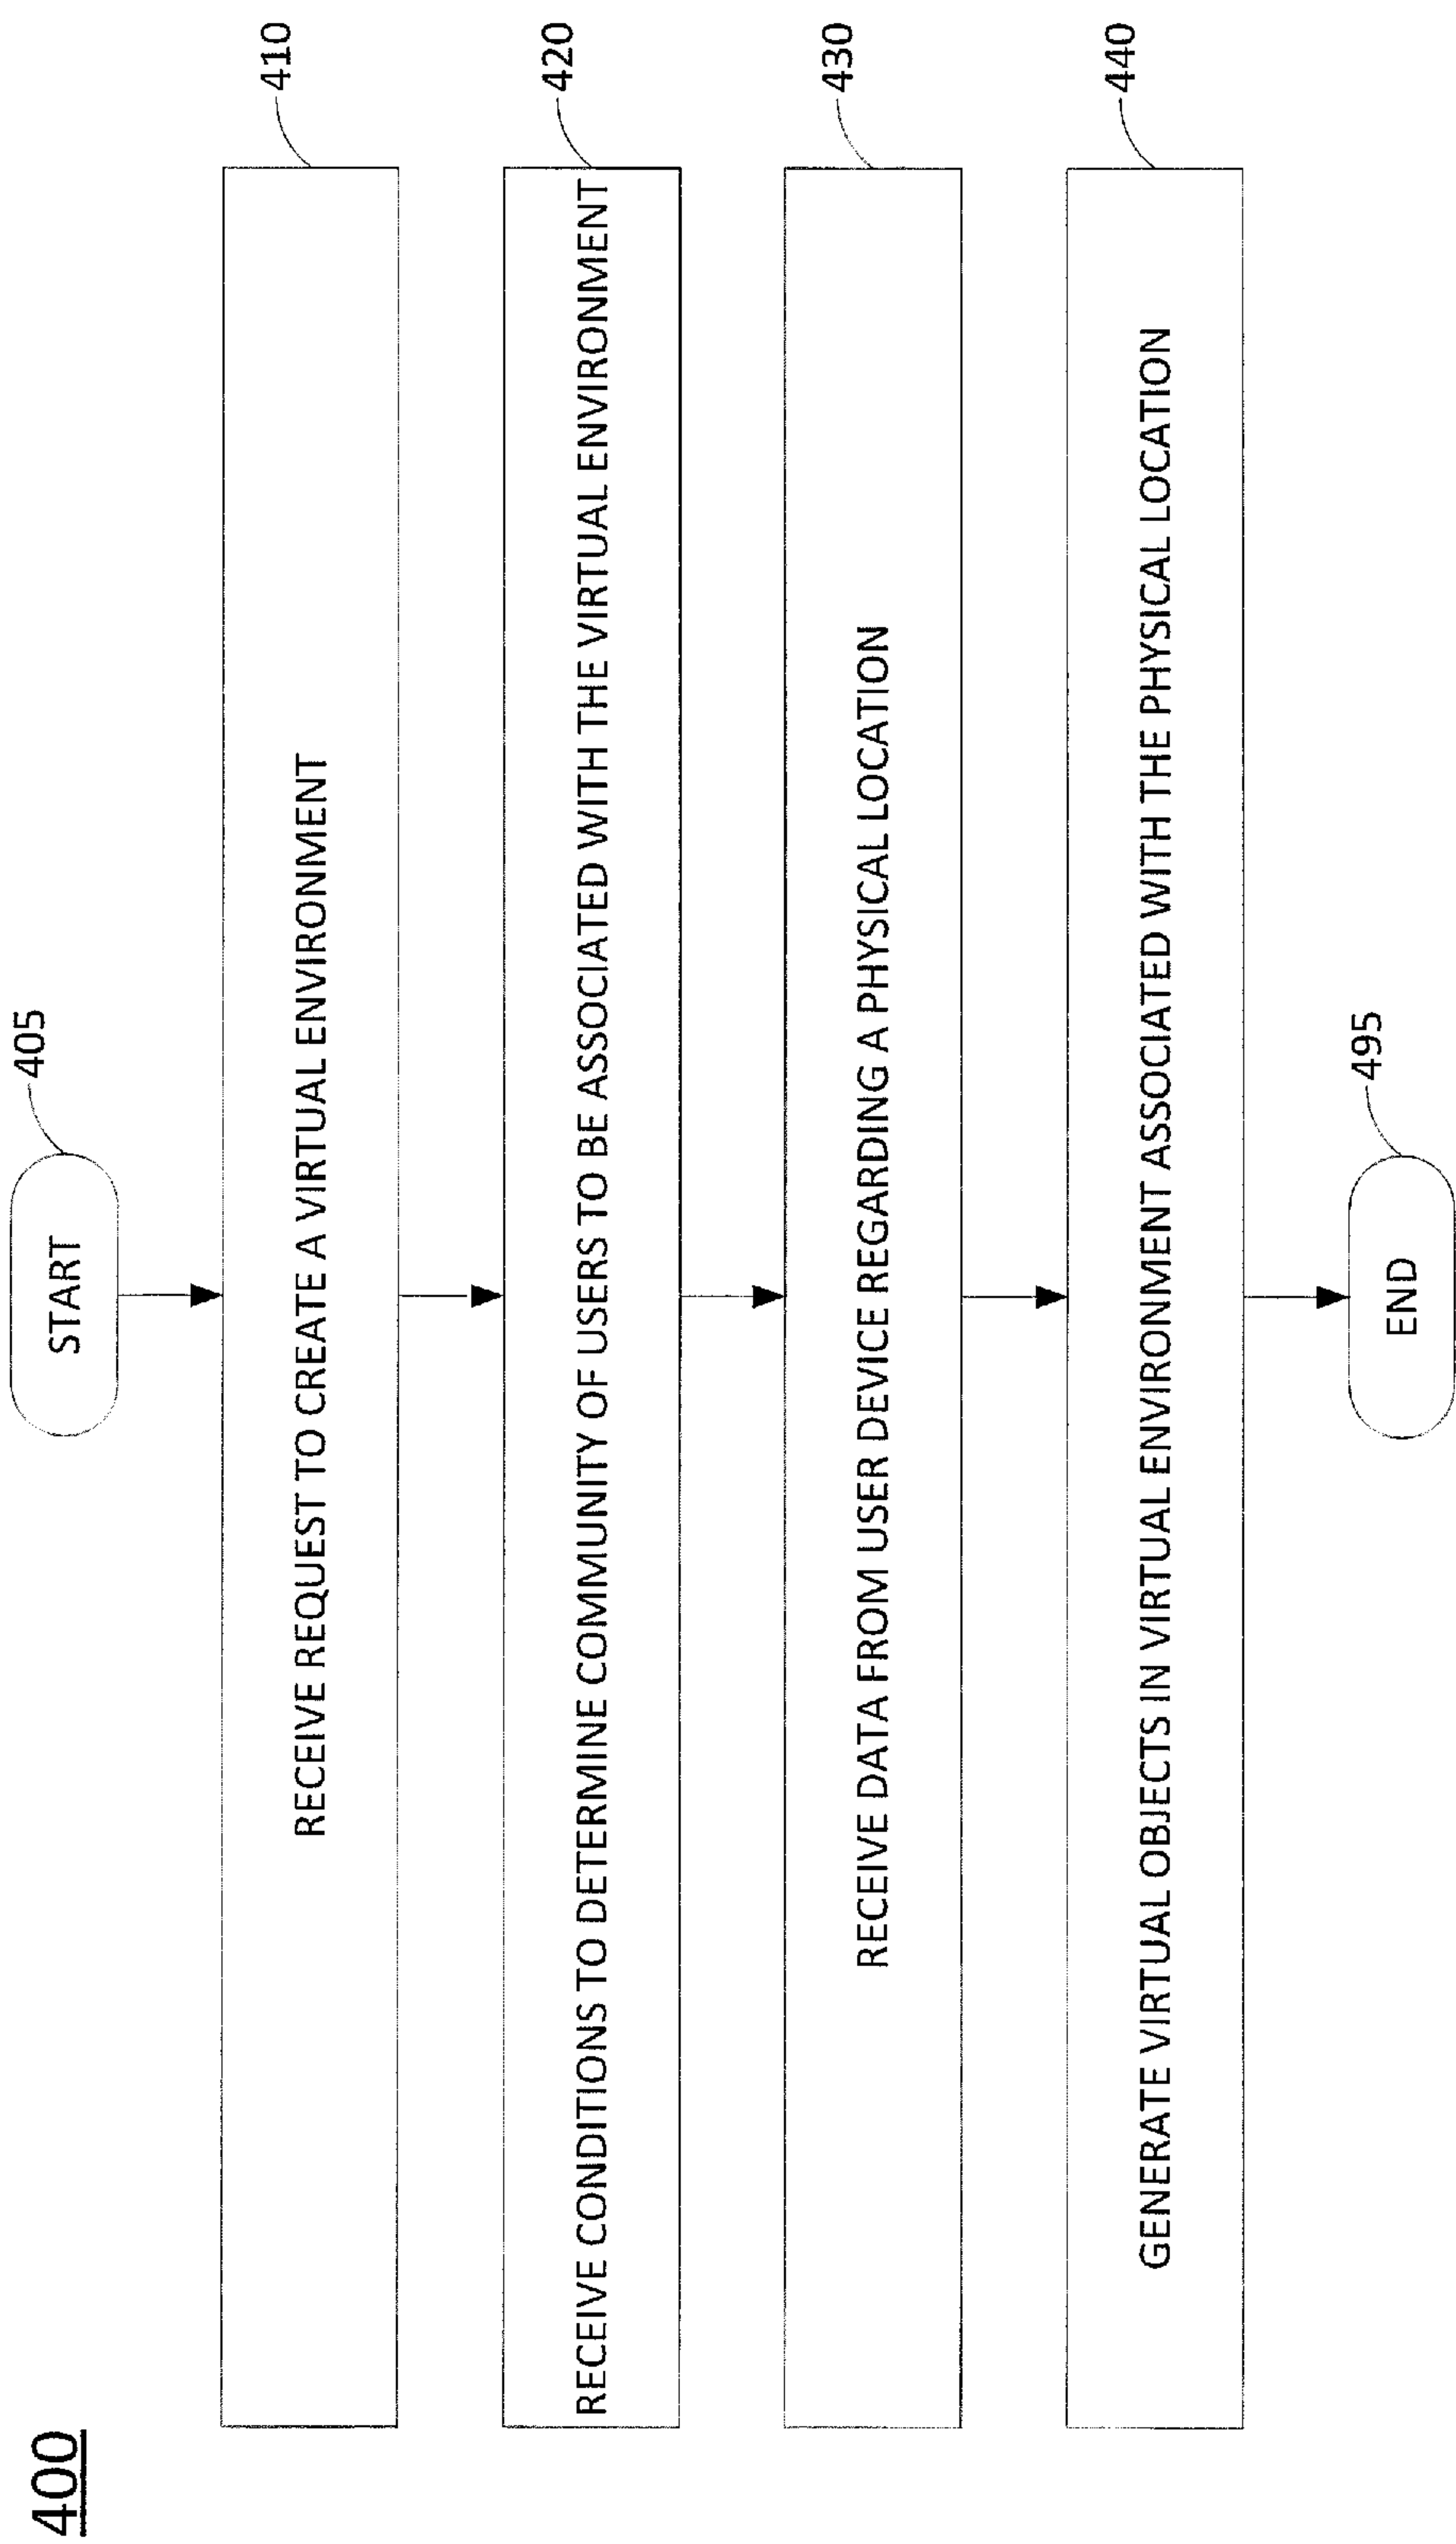 400
START
405
RECEIVE REQUEST TO CREATE A VIRTUAL ENVIRONMENT
410
RECEIVE CONDITIONS TO DETERMINE COMMUNITY OF USERS TO BE ASSOCIATED WITH THE VIRTUAL ENVIRONMENT
420
RECEIVE DATA FROM USER DEVICE REGARDING A PHYSICAL LOCATION
430
GENERATE VIRTUAL OBJECTS IN VIRTUAL ENVIRONMENT ASSOCIATED WITH THE PHYSICAL LOCATION
440
END
495